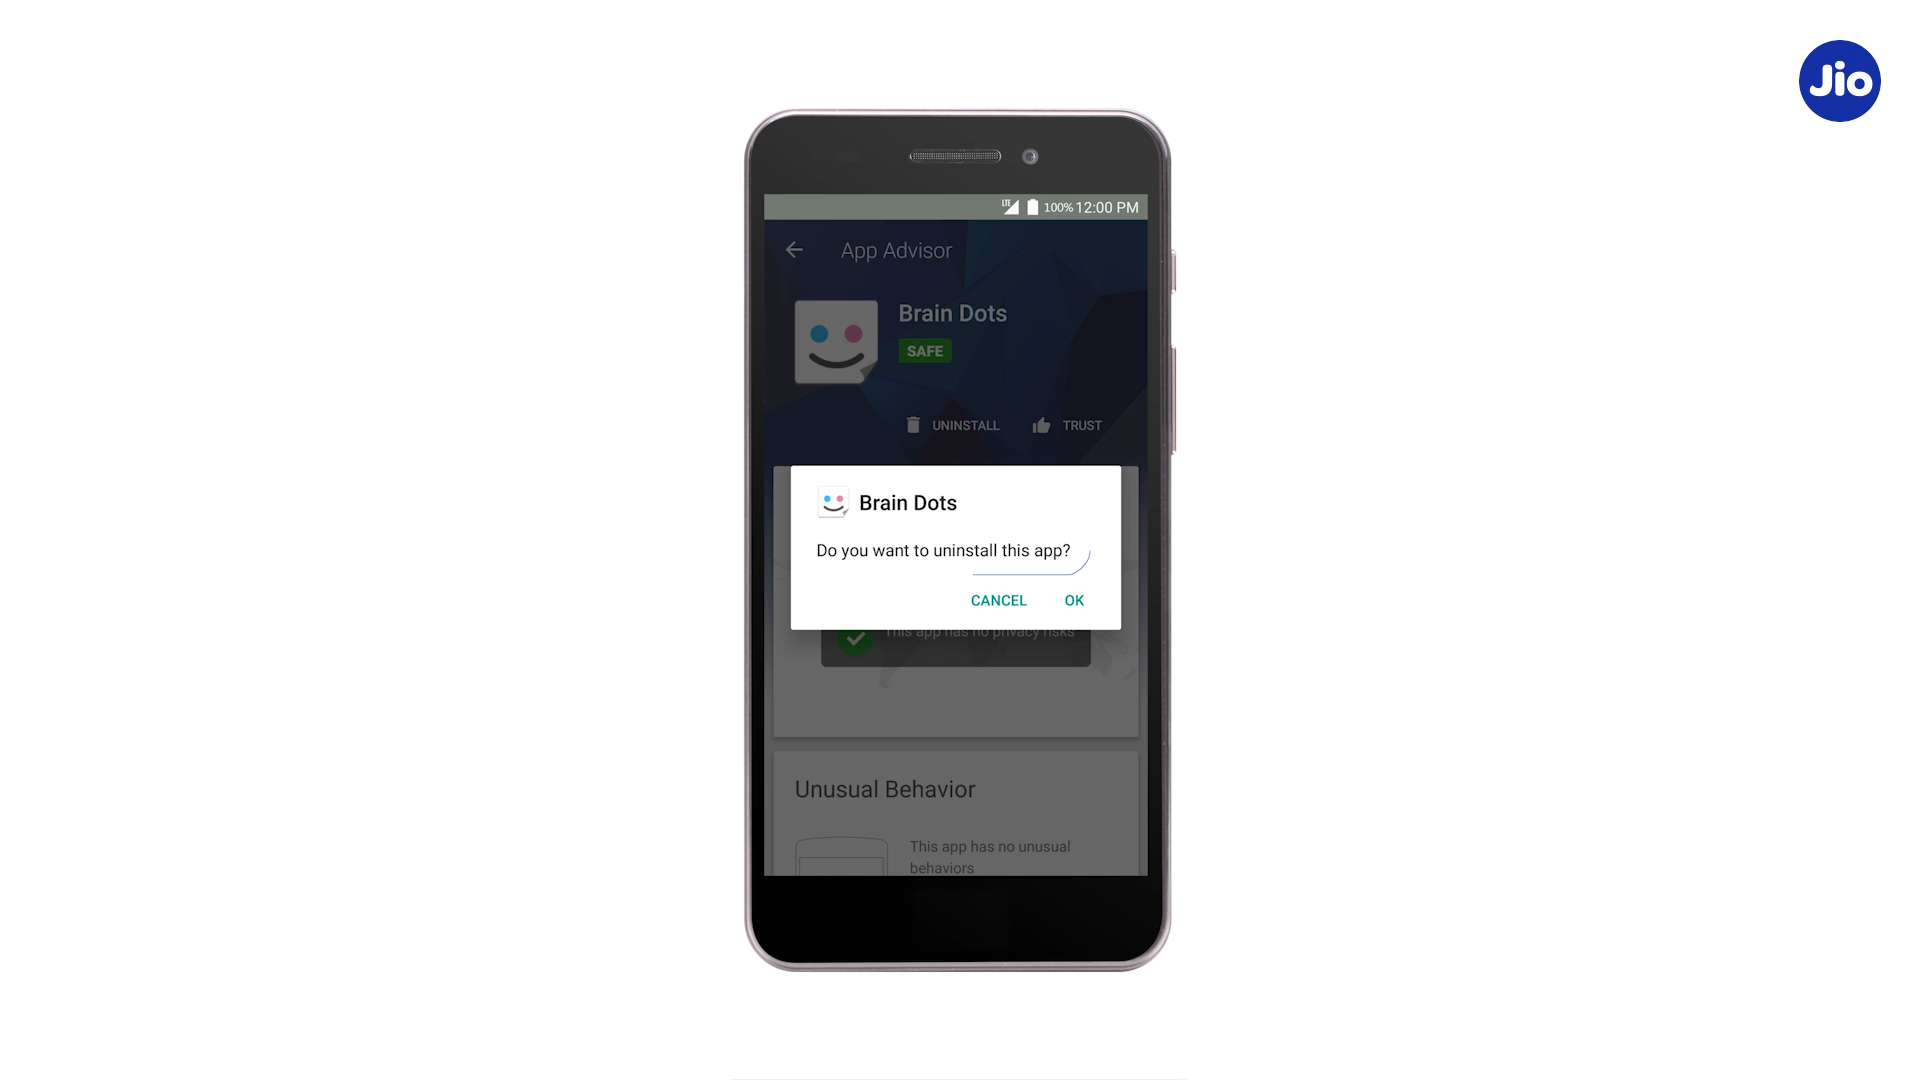 Jio
LTE 100% 12:00 PM
App Advisor
Brain Dots
SAFE
UNINSTALL TRUST
Brain Dots
Do you want to uninstall this app?
CANCEL OK
This app has no privacy risks
Unusual Behavior
This app has no unusual
behaviors